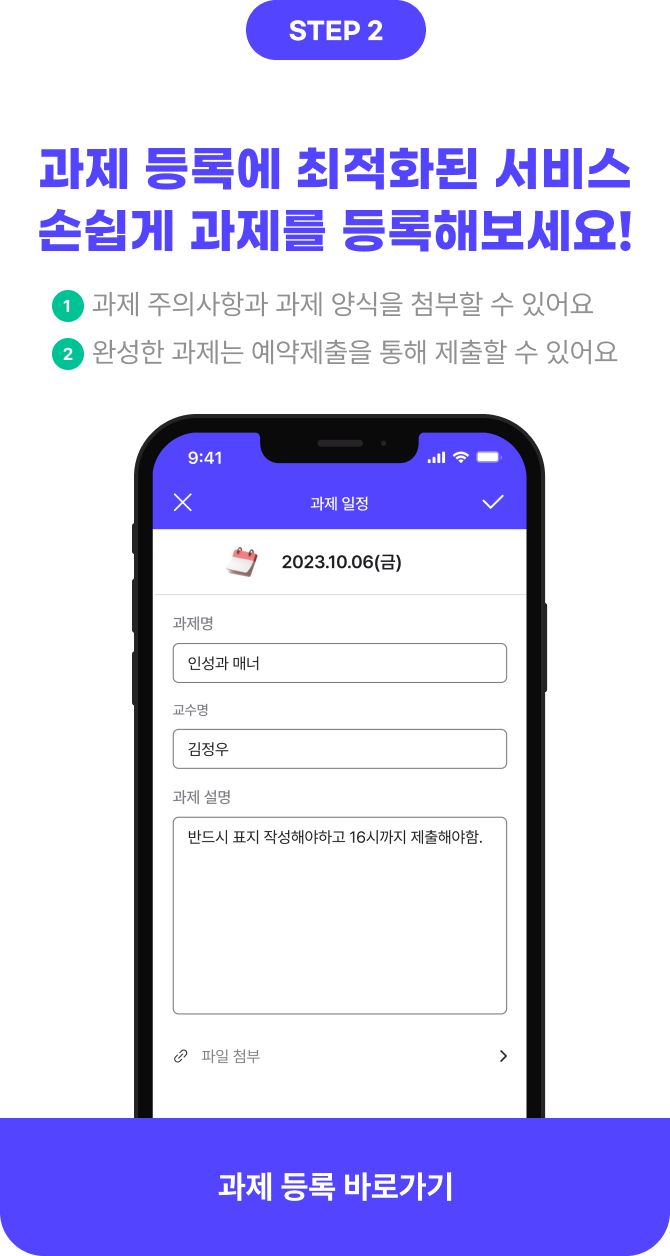 STEP 2
과제 등록에 최적화된 서비스
손쉽게 과제를 등록해보세요!
1 과제 주의사항과 과제 양식을 첨부할 수 있어요
2 완성한 과제는 예약제출을 통해 제출할 수 있어요
9:41
과제 일정
2023.10.06(금)
과제명
인성과 매너
교수명
김정우
과제 설명
반드시 표지 작성해야하고 16시까지 제출해야함.
파일 첨부
과제 등록 바로가기